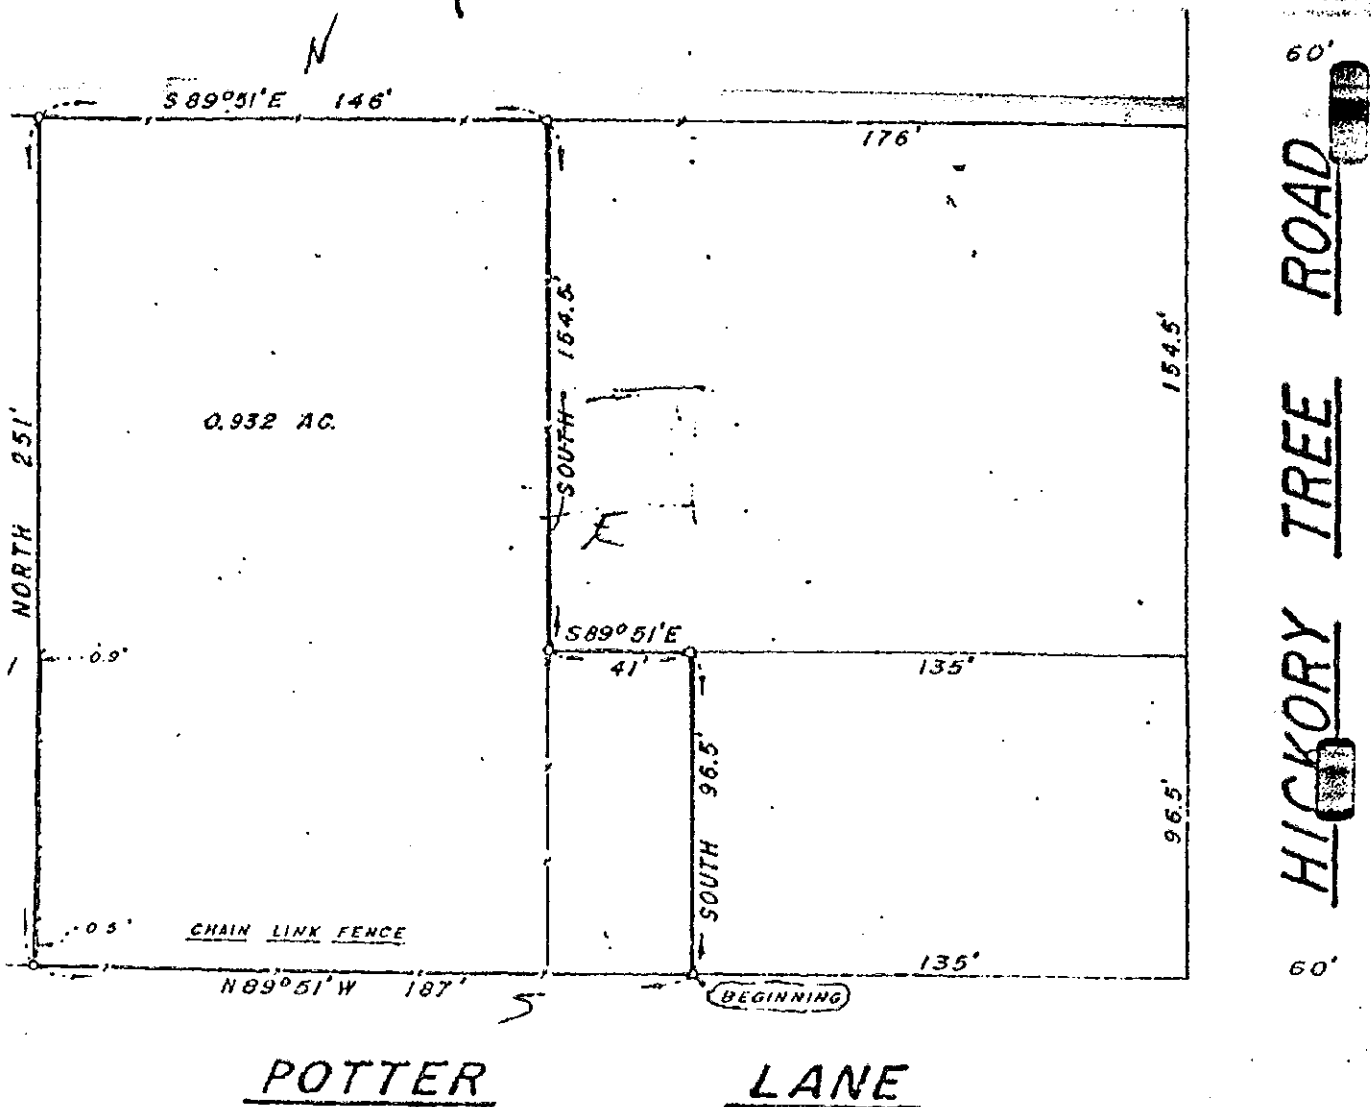 N
60'
S 89°51'E 146'
176'
ROAD
SOUTH 154.5'
154.5'
0.932 AC.
NORTH 251'
TREE
E
S 89°51'E
41'
135'
0.9'
HICKORY
SOUTH 96.5'
96.5'
0.5'
CHAIN LINK FENCE
135'
60'
N 89°51'W 187'
S
BEGINNING
POTTER LANE